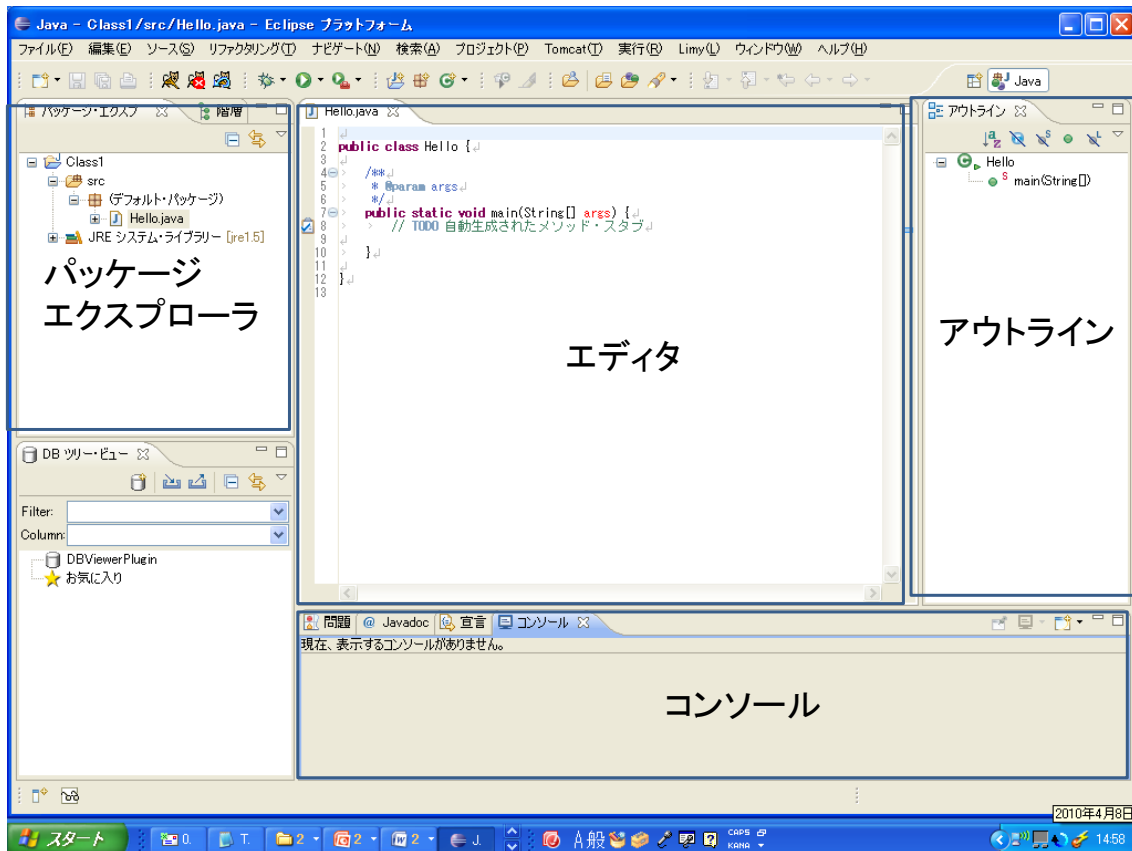 Java - Class1/src/Hello.java - Eclipse プラットフォーム
ファイル(F) 編集(E) ソース(S) リファクタリング(T) ナビゲート(N) 検索(A) プロジェクト(P) Tomcat(T) 実行(R) Limy(L) ウィンドウ(W) ヘルプ(H)
Java
パッケージ・エクスプ 階層
Class1
src
(デフォルト・パッケージ)
Hello.java
JRE システム・ライブラリー [jre1.5]
パッケージ
エクスプローラ
Hello.java
1
2 public class Hello {
3
4 /**
5 * @param args
6 */
7 public static void main(String[] args) {
8 // TODO 自動生成されたメソッド・スタブ
9
10 }
11
12 }
13
エディタ
アウトライン
Hello
main(String[])
アウトライン
DB ツリー・ビュー
Filter:
Column:
DBViewerPlugin
お気に入り
問題 @ Javadoc 宣言 コンソール
現在、表示するコンソールがありません。
コンソール
2010年4月8日
スタート 0. T. 2 2 2 J. A般 CAPS KANA 14:58